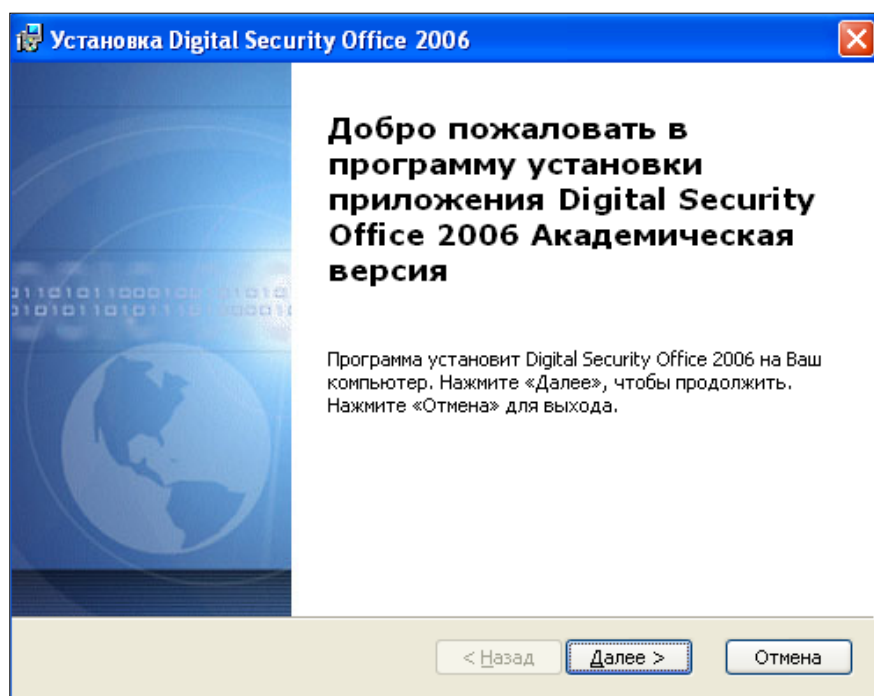 Установка Digital Security Office 2006
Добро пожаловать в
программу установки
приложения Digital Security
Office 2006 Академическая
версия
Программа установит Digital Security Office 2006 на Ваш
компьютер. Нажмите «Далее», чтобы продолжить.
Нажмите «Отмена» для выхода.
< Назад
Далее >
Отмена